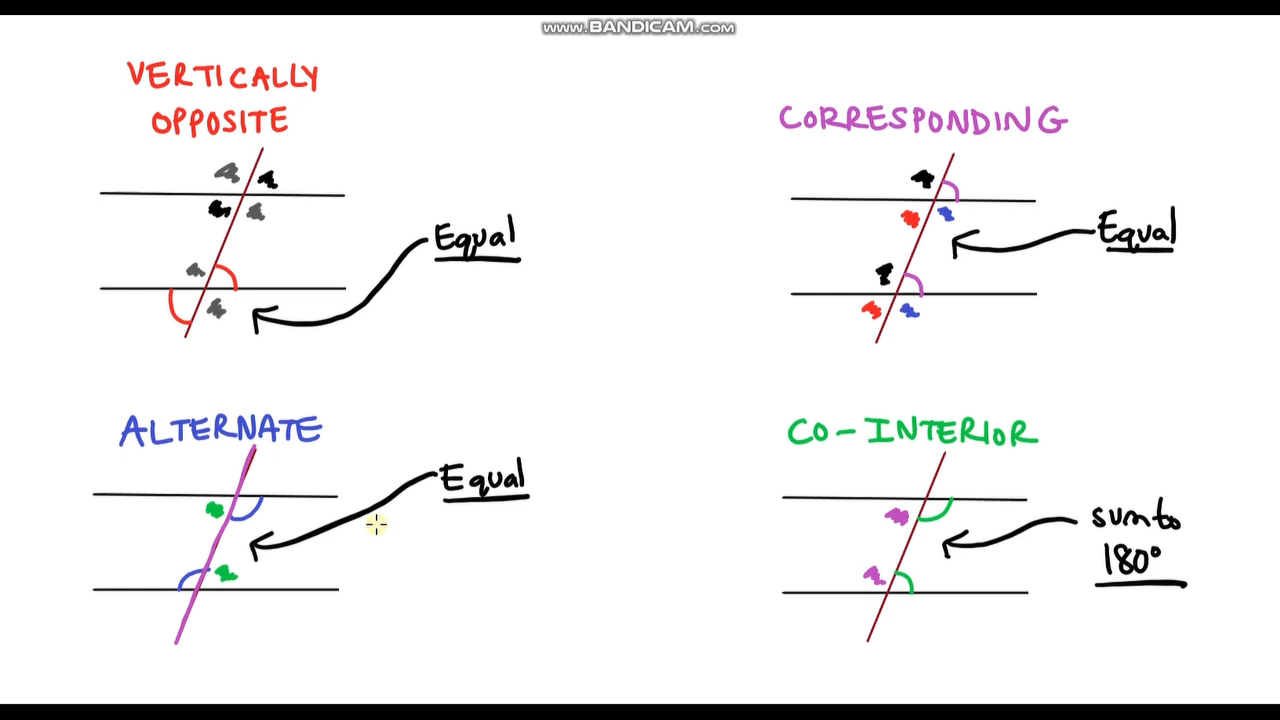 www.BANDICAM.com
VERTICALLY
OPPOSITE
Equal
CORRESPONDING
Equal
ALTERNATE
Equal
CO-INTERIOR
sum to
180°